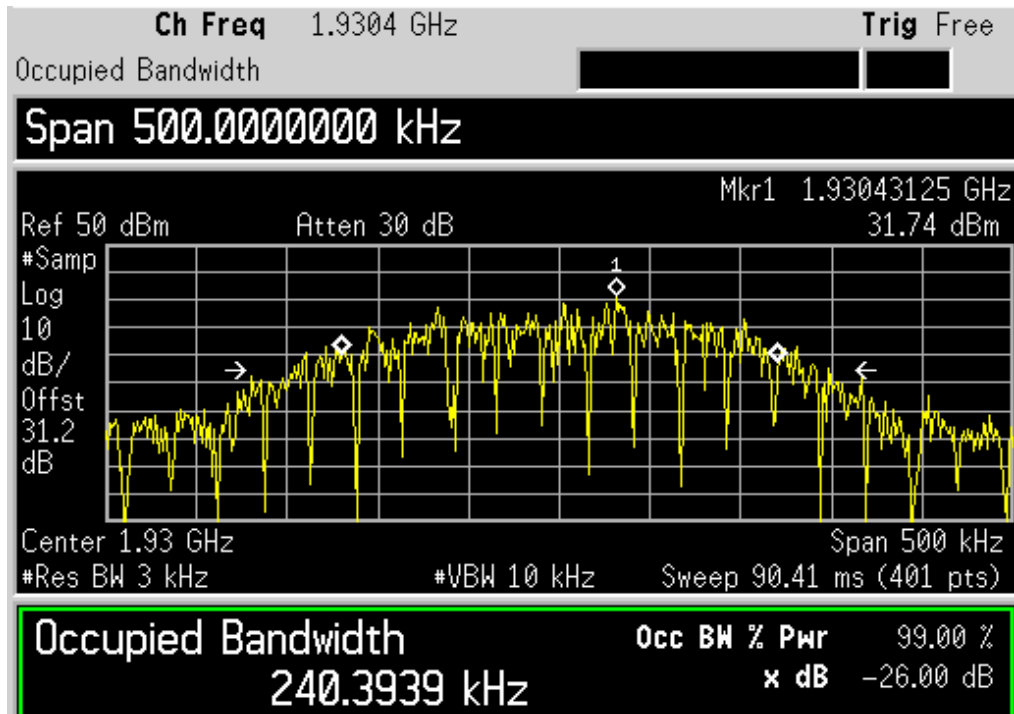 Ch Freq 1.9304 GHz Trig Free
Occupied Bandwidth
Span 500.0000000 kHz
Mkr1 1.93043125 GHz
Ref 50 dBm Atten 30 dB 31.74 dBm
#Samp
Log
10
dB/
Offst
31.2
dB
1
Center 1.93 GHz Span 500 kHz
#Res BW 3 kHz #VBW 10 kHz Sweep 90.41 ms (401 pts)
Occupied Bandwidth Occ BW % Pwr 99.00 %
240.3939 kHz x dB -26.00 dB